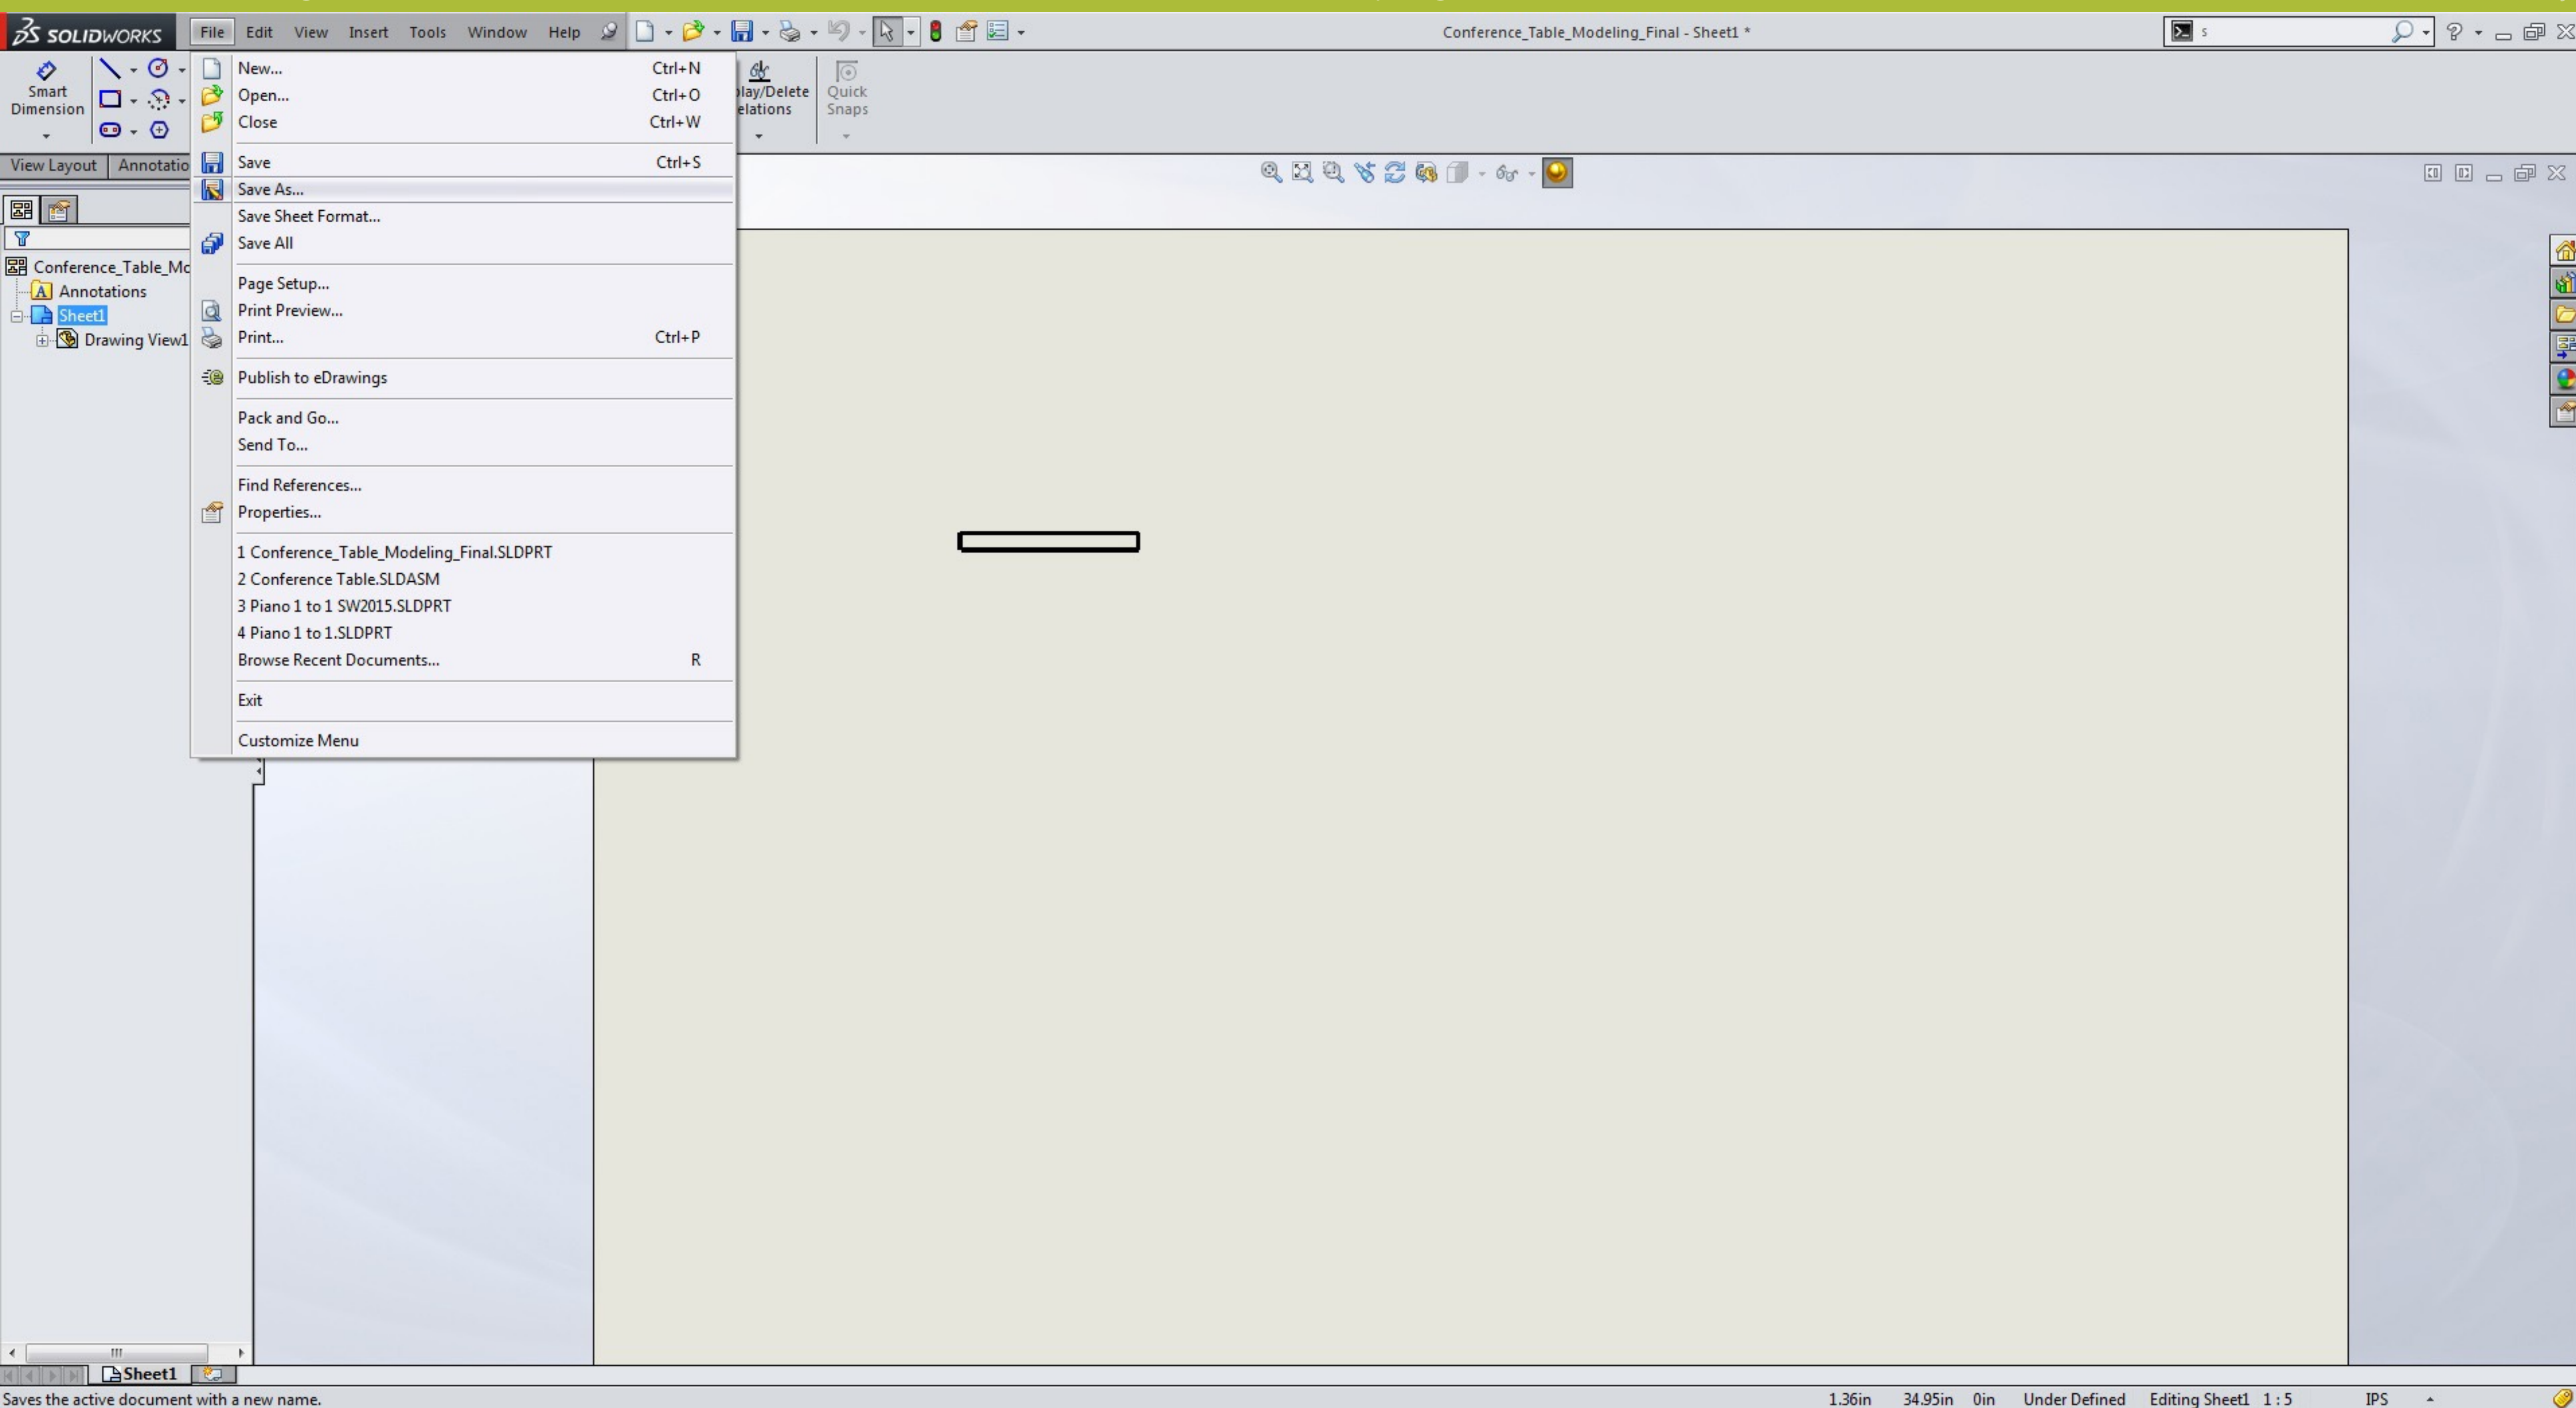 SOLIDWORKS File Edit View Insert Tools Window Help Conference_Table_Modeling_Final - Sheet1 * s
Smart
Dimension
New... Ctrl+N
Open... Ctrl+O
Close Ctrl+W
Save Ctrl+S
Save As...
Save Sheet Format...
Save All
Page Setup...
Print Preview...
Print... Ctrl+P
Publish to eDrawings
Pack and Go...
Send To...
Find References...
Properties...
1 Conference_Table_Modeling_Final.SLDPRT
2 Conference Table.SLDASM
3 Piano 1 to 1 SW2015.SLDPRT
4 Piano 1 to 1.SLDPRT
Browse Recent Documents... R
Exit
Customize Menu
play/Delete
elations
Quick
Snaps
View Layout Annotatio
Conference_Table_Mo
Annotations
Sheet1
Drawing View1
Sheet1
Saves the active document with a new name. 1.36in 34.95in 0in Under Defined Editing Sheet1 1 : 5 IPS